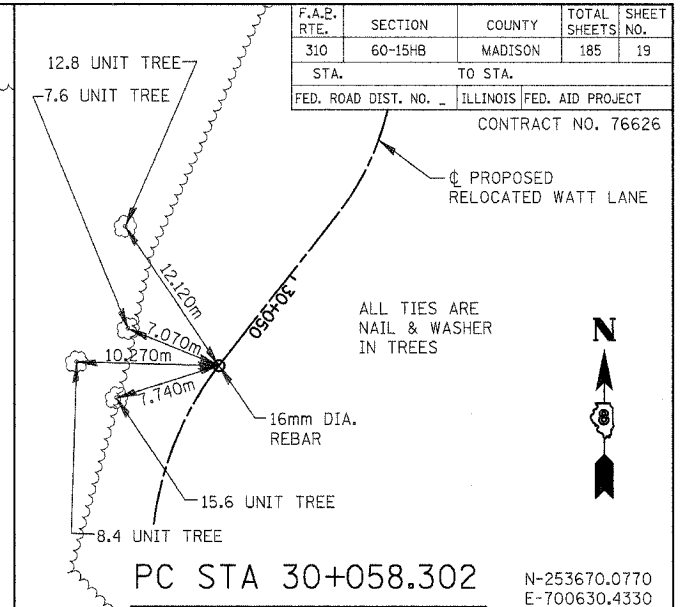 F.A.P. RTE. SECTION COUNTY TOTAL SHEETS SHEET NO.
310 60-15HB MADISON 185 19
STA. TO STA.
FED. ROAD DIST. NO. _ ILLINOIS FED. AID PROJECT
CONTRACT NO. 76626
12.8 UNIT TREE
7.6 UNIT TREE
℄ PROPOSED
RELOCATED WATT LANE
12.120m
30+050
ALL TIES ARE
NAIL & WASHER
IN TREES
N
7.070m
10.270m
7.740m
8
16mm DIA.
REBAR
15.6 UNIT TREE
8.4 UNIT TREE
PC STA 30+058.302
N-253670.0770
E-700630.4330